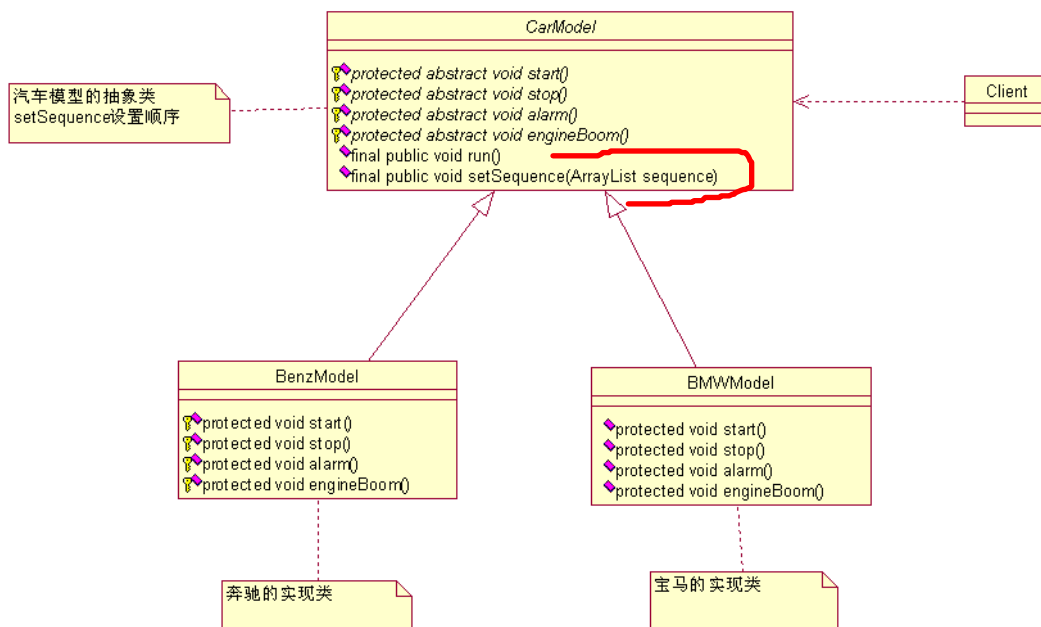 CarModel
protected abstract void start()
protected abstract void stop()
protected abstract void alarm()
protected abstract void engineBoom()
final public void run()
final public void setSequence(ArrayList sequence)
汽车模型的抽象类
setSequence设置顺序
Client
BenzModel
protected void start()
protected void stop()
protected void alarm()
protected void engineBoom()
BMWModel
protected void start()
protected void stop()
protected void alarm()
protected void engineBoom()
奔驰的实现类
宝马的实现类